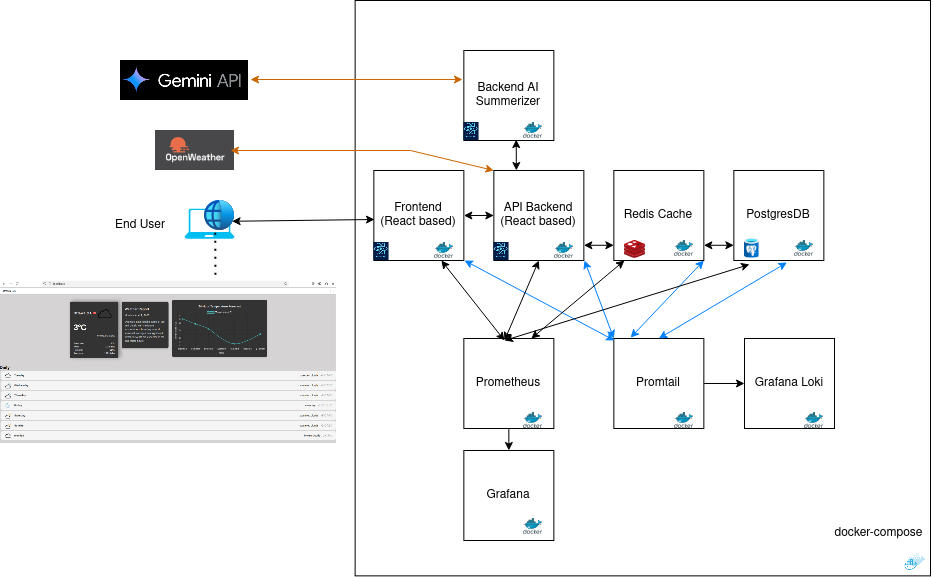 Gemini API
Backend AI
Summerizer
docker
OpenWeather
End User
Frontend
(React based)
docker
API Backend
(React based)
docker
Redis Cache
docker
PostgresDB
docker
3°C
Daily
Prometheus
docker
Promtail
docker
Grafana Loki
docker
Grafana
docker
docker-compose